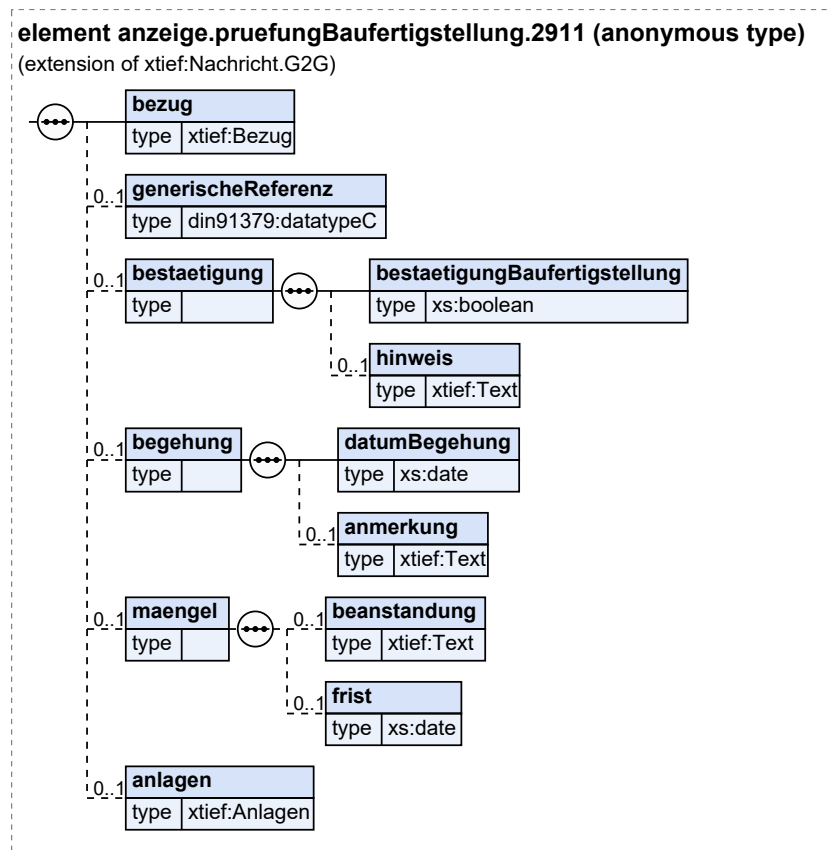 element anzeige.pruefungBaufertigstellung.2911 (anonymous type)
(extension of xtief:Nachricht.G2G)
bezug
type xtief:Bezug
0..1 generischeReferenz
type din91379:datatypeC
0..1 bestaetigung
type
bestaetigungBaufertigstellung
type xs:boolean
0..1 hinweis
type xtief:Text
0..1 begehung
type
datumBegehung
type xs:date
0..1 anmerkung
type xtief:Text
0..1 maengel
type
0..1 beanstandung
type xtief:Text
0..1 frist
type xs:date
0..1 anlagen
type xtief:Anlagen